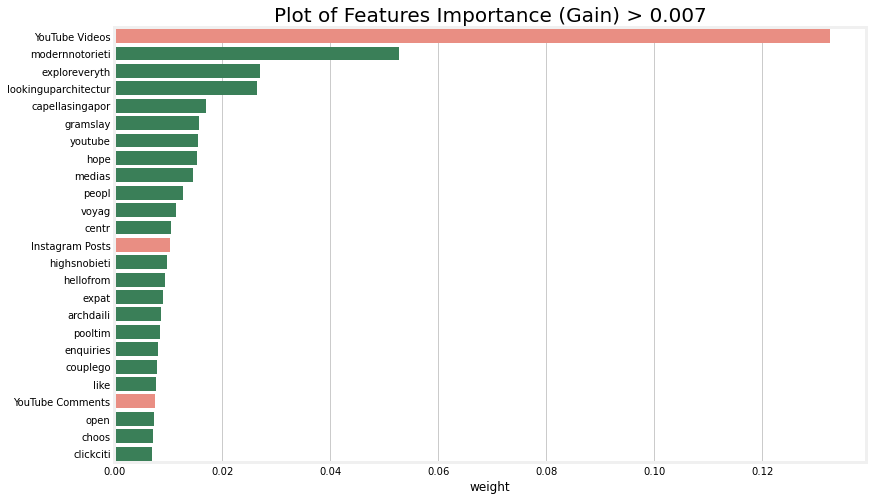 Plot of Features Importance (Gain) > 0.007
YouTube Videos
modernnotorieti
exploreveryth
lookinguparchitectur
capellasingapor
gramslay
youtube
hope
medias
peopl
voyag
centr
Instagram Posts
highsnobieti
hellofrom
expat
archdaili
pooltim
enquiries
couplego
like
YouTube Comments
open
choos
clickciti
0.00 0.02 0.04 0.06 0.08 0.10 0.12
weight